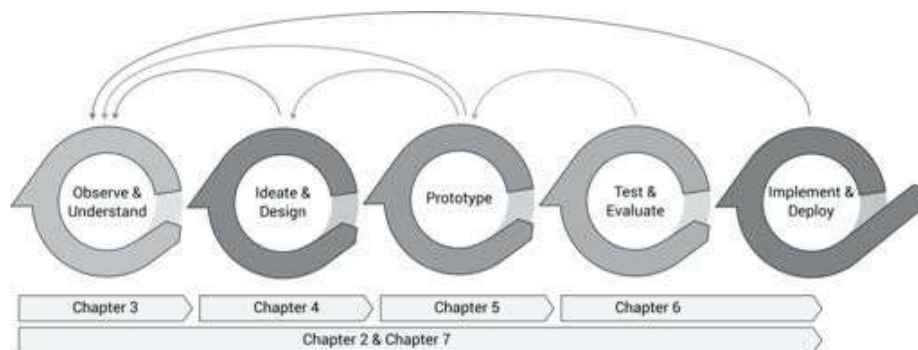 Observe &
Understand
Ideate &
Design
Prototype
Test &
Evaluate
Implement &
Deploy
Chapter 3
Chapter 4
Chapter 5
Chapter 6
Chapter 2 & Chapter 7